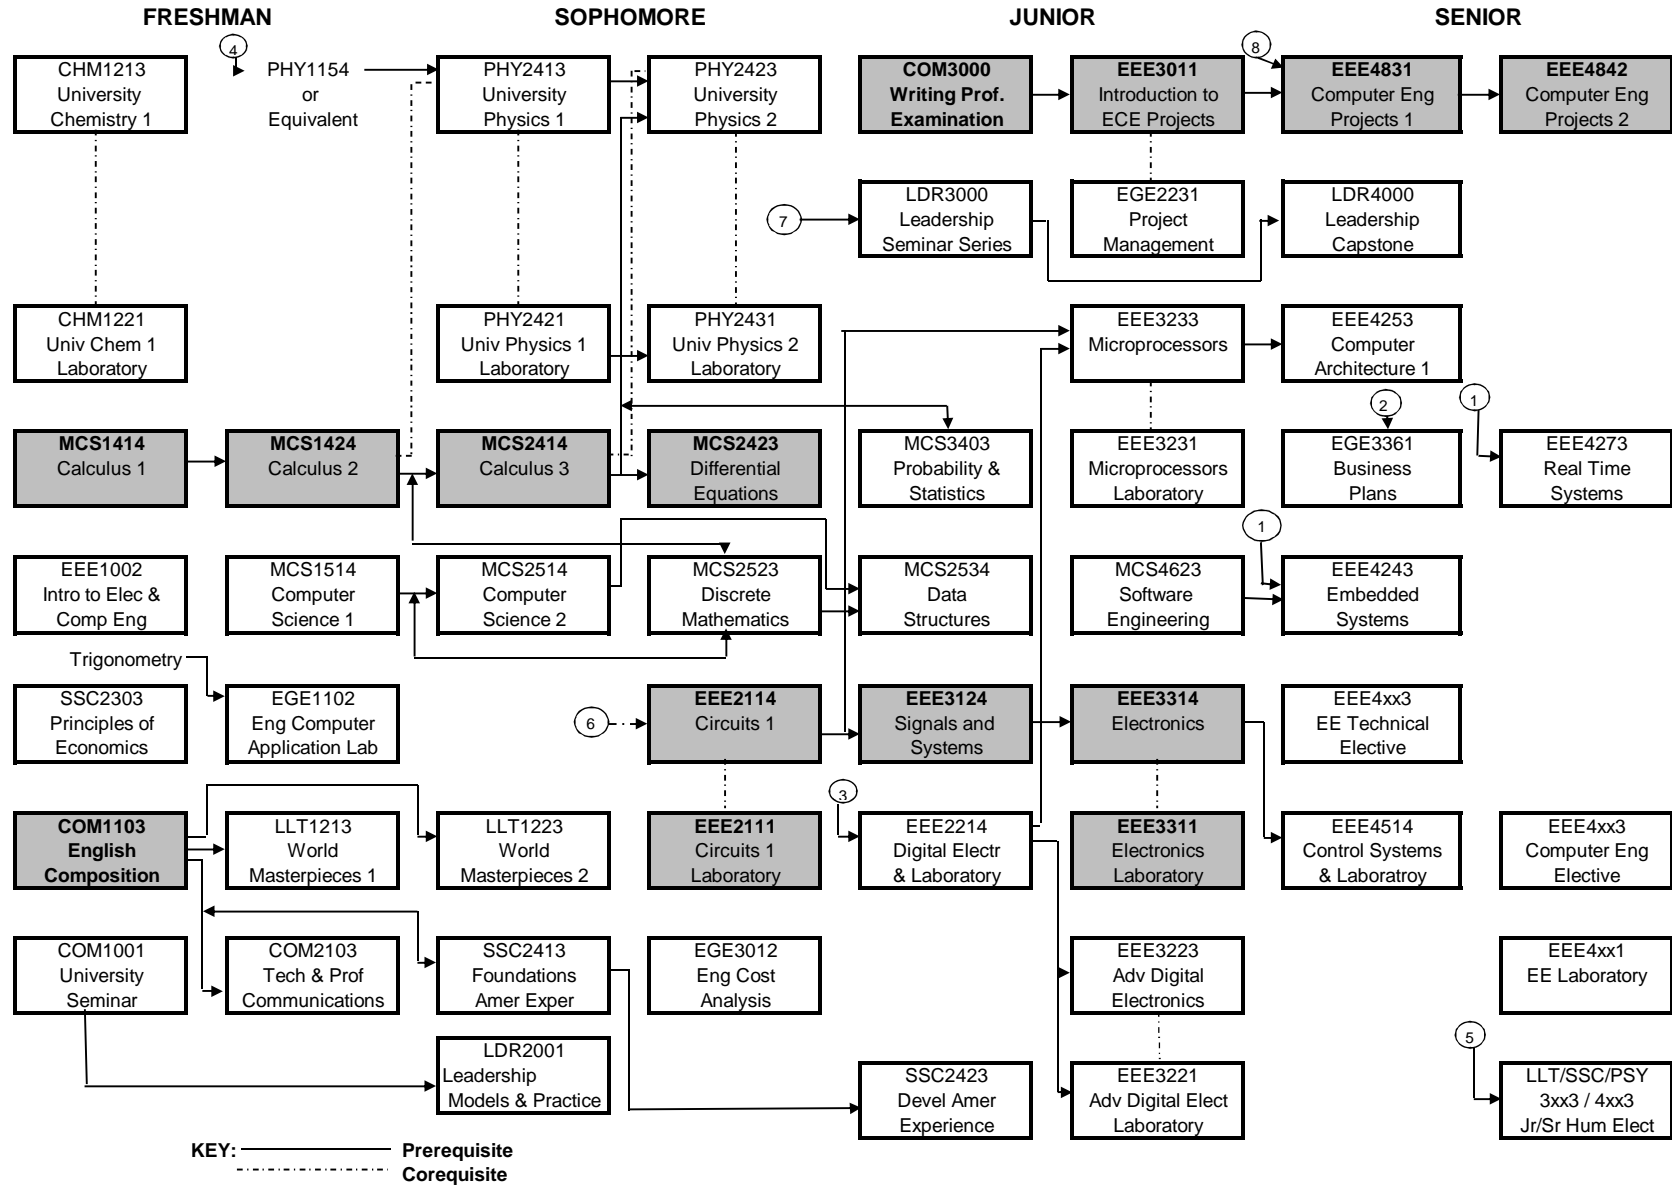 FRESHMAN
SOPHOMORE
JUNIOR
SENIOR
4
8
CHM1213
University
Chemistry 1
PHY1154
or
Equivalent
PHY2413
University
Physics 1
PHY2423
University
Physics 2
COM3000
Writing Prof.
Examination
EEE3011
Introduction to
ECE Projects
EEE4831
Computer Eng
Projects 1
EEE4842
Computer Eng
Projects 2
7
LDR3000
Leadership
Seminar Series
EGE2231
Project
Management
LDR4000
Leadership
Capstone
CHM1221
Univ Chem 1
Laboratory
PHY2421
Univ Physics 1
Laboratory
PHY2431
Univ Physics 2
Laboratory
EEE3233
Microprocessors
EEE4253
Computer
Architecture 1
2
1
MCS1414
Calculus 1
MCS1424
Calculus 2
MCS2414
Calculus 3
MCS2423
Differential
Equations
MCS3403
Probability &
Statistics
EEE3231
Microprocessors
Laboratory
EGE3361
Business
Plans
EEE4273
Real Time
Systems
1
EEE1002
Intro to Elec &
Comp Eng
MCS1514
Computer
Science 1
MCS2514
Computer
Science 2
MCS2523
Discrete
Mathematics
MCS2534
Data
Structures
MCS4623
Software
Engineering
EEE4243
Embedded
Systems
Trigonometry
SSC2303
Principles of
Economics
EGE1102
Eng Computer
Application Lab
6
EEE2114
Circuits 1
EEE3124
Signals and
Systems
EEE3314
Electronics
EEE4xx3
EE Technical
Elective
3
COM1103
English
Composition
LLT1213
World
Masterpieces 1
LLT1223
World
Masterpieces 2
EEE2111
Circuits 1
Laboratory
EEE2214
Digital Electr
& Laboratory
EEE3311
Electronics
Laboratory
EEE4514
Control Systems
& Laboratroy
EEE4xx3
Computer Eng
Elective
COM1001
University
Seminar
COM2103
Tech & Prof
Communications
SSC2413
Foundations
Amer Exper
EGE3012
Eng Cost
Analysis
EEE3223
Adv Digital
Electronics
EEE4xx1
EE Laboratory
5
LDR2001
Leadership
Models & Practice
SSC2423
Devel Amer
Experience
EEE3221
Adv Digital Elect
Laboratory
LLT/SSC/PSY
3xx3 / 4xx3
Jr/Sr Hum Elect
KEY: Prerequisite
Corequisite